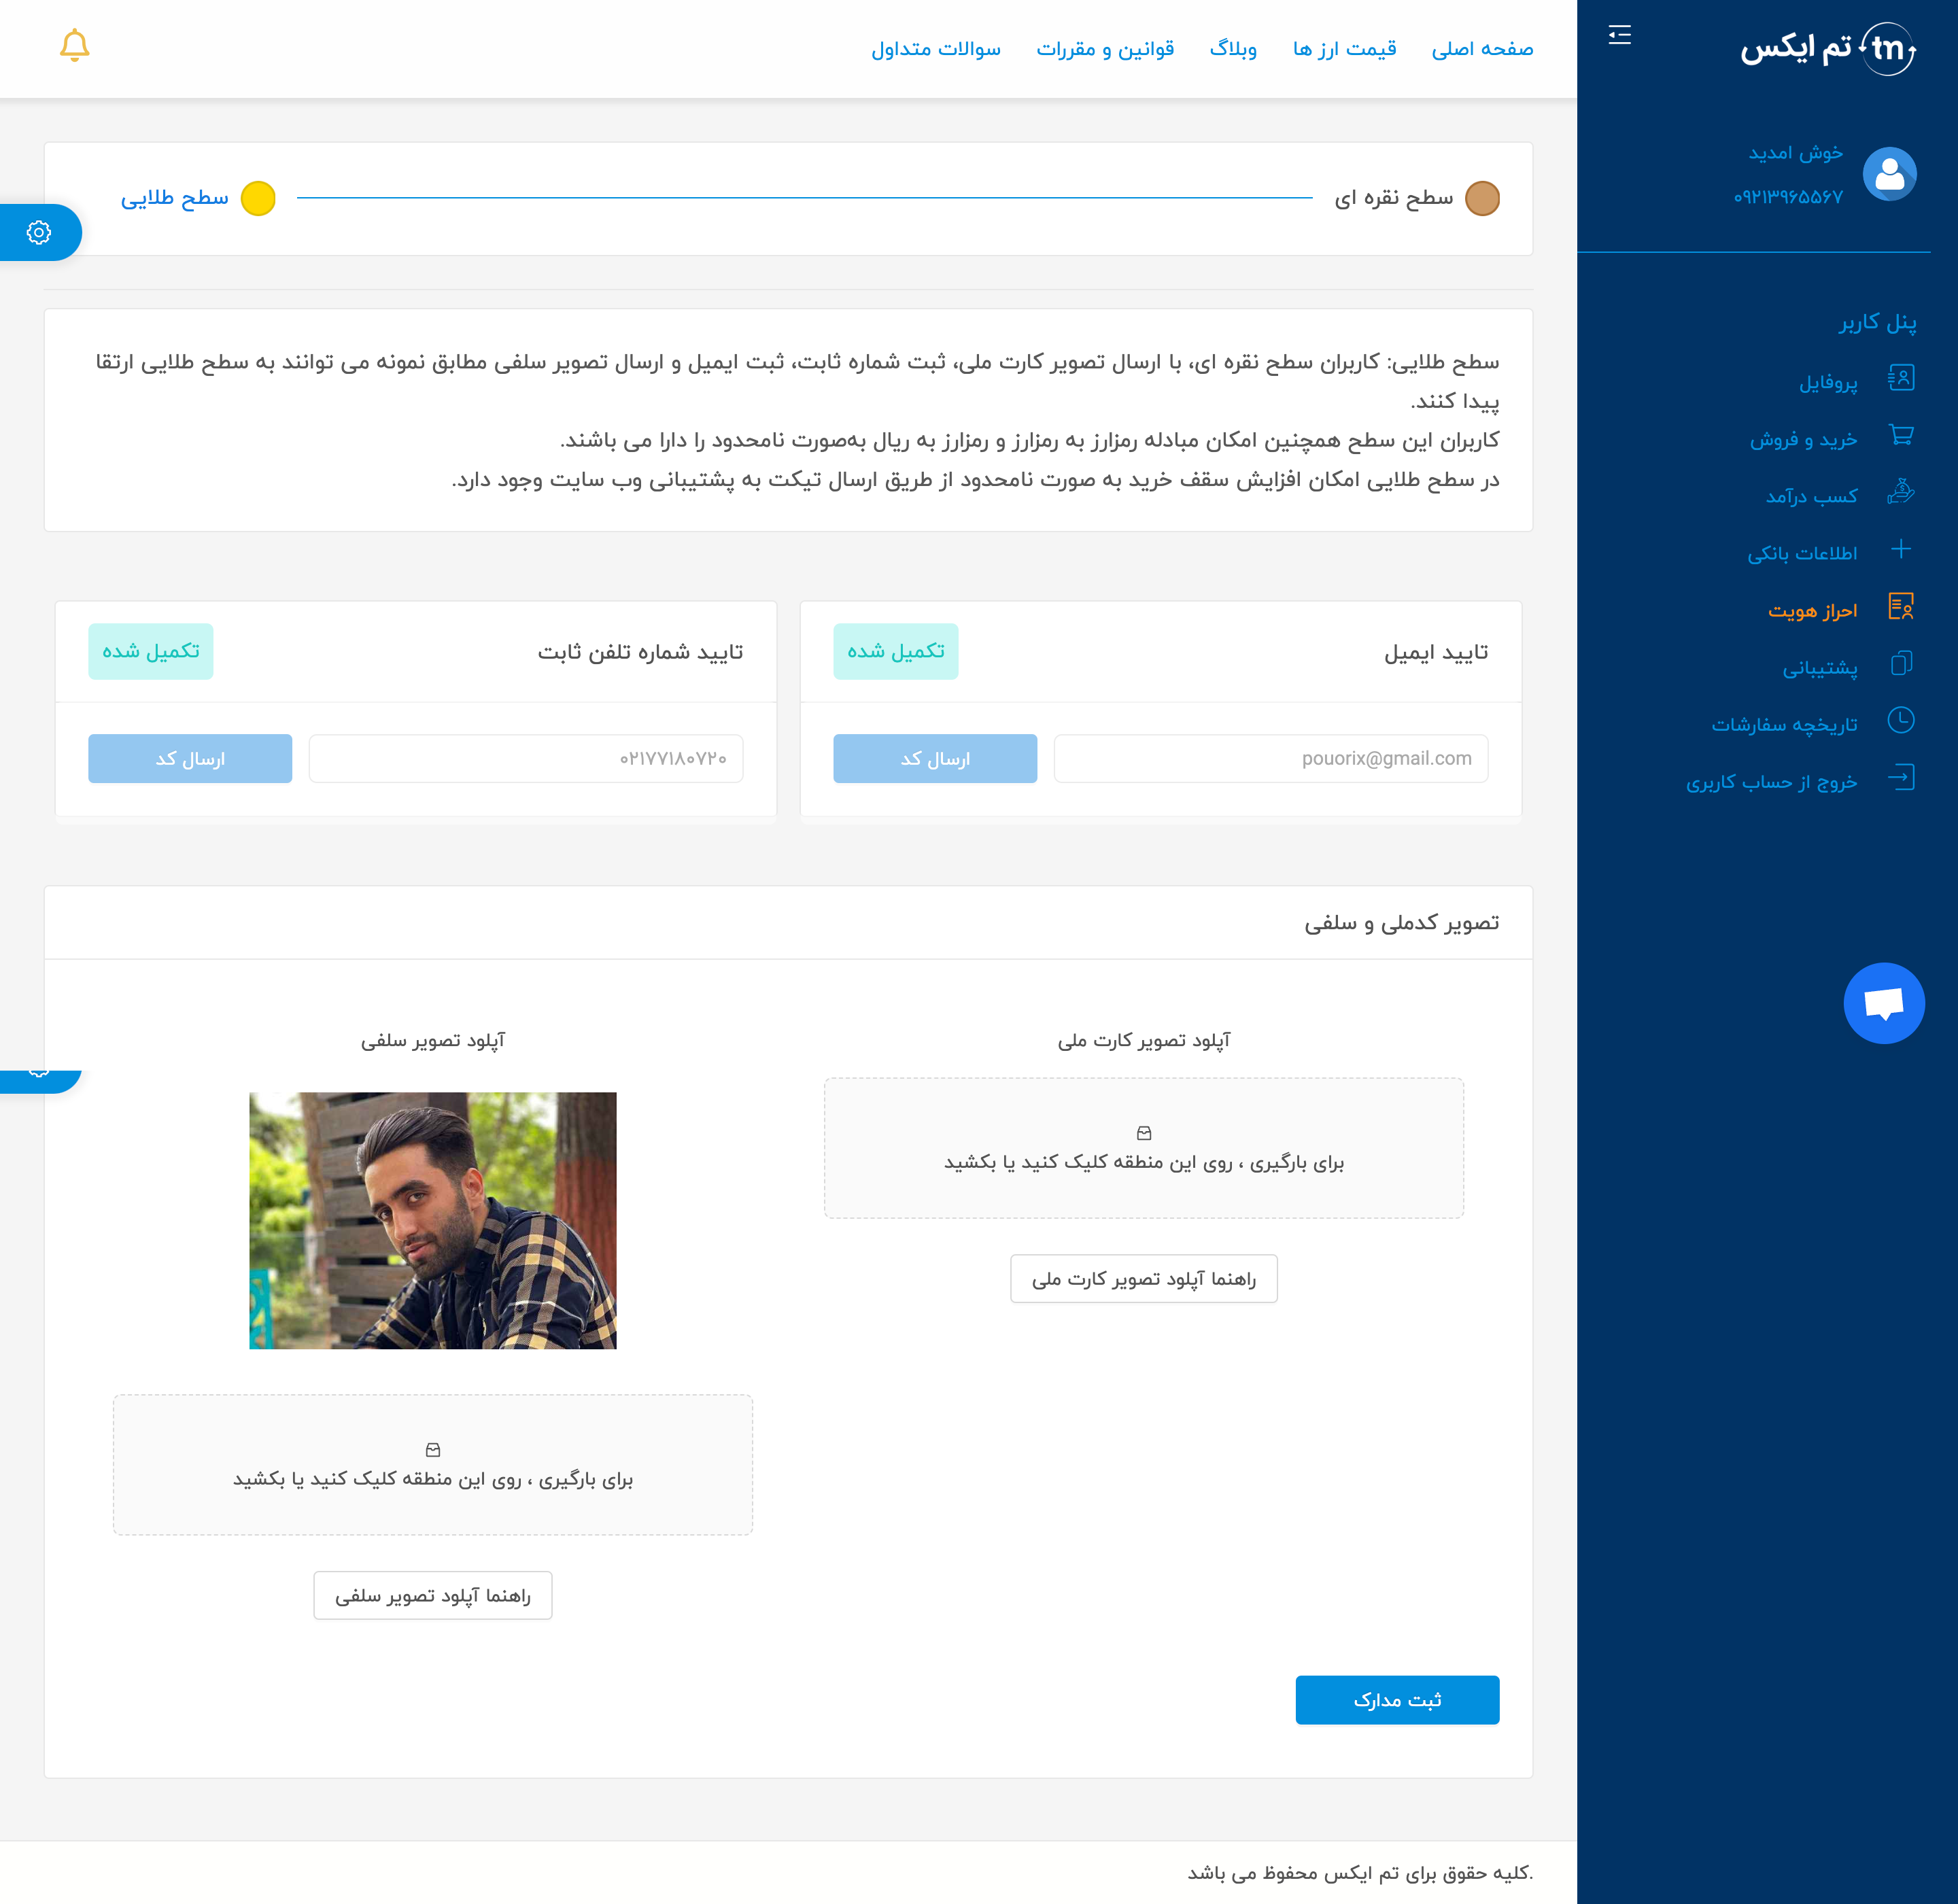 tm تم ایکس
خوش امدید
۰۹۲۱۳۹۶۵۵۶۷
پنل کاربر
پروفایل
خرید و فروش
کسب درآمد
اطلاعات بانکی
احراز هویت
پشتیبانی
تاریخچه سفارشات
خروج از حساب کاربری
صفحه اصلی قیمت ارز ها وبلاگ قوانین و مقررات سوالات متداول
سطح نقره ای سطح طلایی
سطح طلایی: کاربران سطح نقره ای، با ارسال تصویر کارت ملی، ثبت شماره ثابت، ثبت ایمیل و ارسال تصویر سلفی مطابق نمونه می توانند به سطح طلایی ارتقا
پیدا کنند.
کاربران این سطح همچنین امکان مبادله رمزارز به رمزارز و رمزارز به ریال به‌صورت نامحدود را دارا می باشند.
در سطح طلایی امکان افزایش سقف خرید به صورت نامحدود از طریق ارسال تیکت به پشتیبانی وب سایت وجود دارد.
تایید ایمیل تکمیل شده
pouorix@gmail.com ارسال کد
تایید شماره تلفن ثابت تکمیل شده
۰۲۱۷۷۱۸۰۷۲۰ ارسال کد
تصویر کدملی و سلفی
آپلود تصویر کارت ملی
برای بارگیری ، روی این منطقه کلیک کنید یا بکشید
راهنما آپلود تصویر کارت ملی
آپلود تصویر سلفی
برای بارگیری ، روی این منطقه کلیک کنید یا بکشید
راهنما آپلود تصویر سلفی
ثبت مدارک
کلیه حقوق برای تم ایکس محفوظ می باشد.